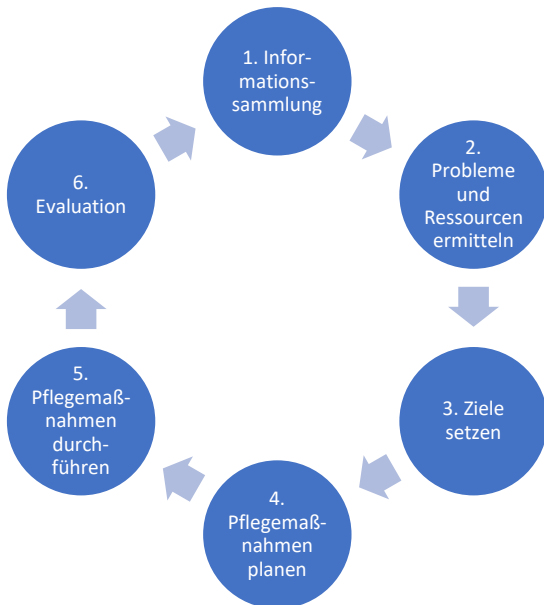 1. Infor-
mations-
sammlung
2.
Probleme
und
Ressourcen
ermitteln
3. Ziele
setzen
4.
Pflegemaß-
nahmen
planen
5.
Pflegemaß-
nahmen
durch-
führen
6.
Evaluation